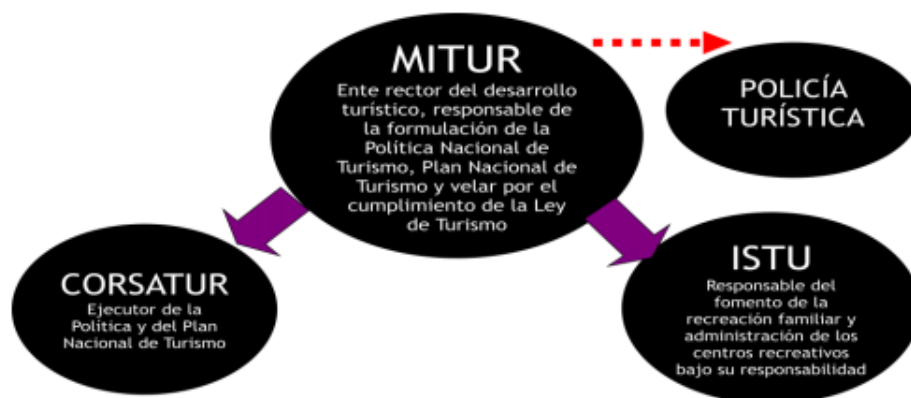 MITUR
Ente rector del desarrollo
turístico, responsable de
la formulación de la
Política Nacional de
Turismo, Plan Nacional de
Turismo y velar por el
cumplimiento de la Ley
de Turismo
POLICÍA
TURÍSTICA
CORSATUR
Ejecutor de la
Política y del Plan
Nacional de Turismo
ISTU
Responsable del
fomento de la
recreación familiar y
administración de los
centros recreativos
bajo su responsabilidad